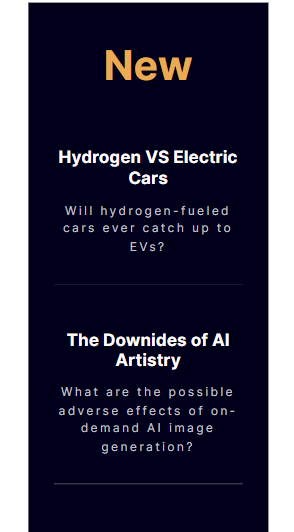 New
Hydrogen VS Electric
Cars
Will hydrogen-fueled
cars ever catch up to
EVs?
The Downides of AI
Artistry
What are the possible
adverse effects of on-
demand AI image
generation?